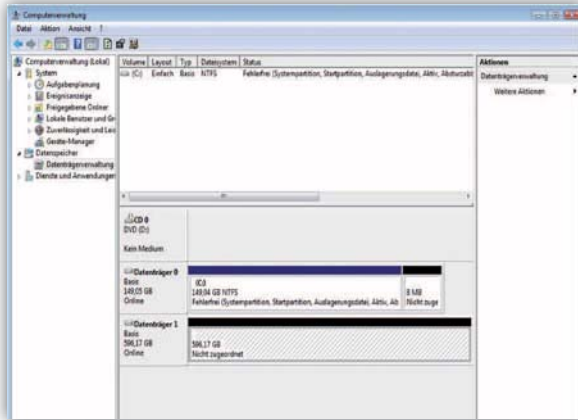 Computerverwaltung
Datei Aktion Ansicht ?
Computerverwaltung (Lokal)
System
Aufgabenplanung
Ereignisanzeige
Freigegebene Ordner
Lokale Benutzer und Gr
Zuverlässigkeit und Leis
Geräte-Manager
Datenspeicher
Datenträgerverwaltung
Dienste und Anwendungen
Volume Layout Typ Dateisystem Status
(C:) Einfach Basis NTFS Fehlerfrei (Systempartition, Startpartition, Auslagerungsdatei, Aktiv, Absturzabb
CD 0
DVD (D:)
Kein Medium
Datenträger 0
Basis
149,05 GB
Online
(C:)
149,04 GB NTFS
Fehlerfrei (Systempartition, Startpartition, Auslagerungsdatei, Aktiv, Ab
8 MB
Nicht zuge
Datenträger 1
Basis
596,17 GB
Online
596,17 GB
Nicht zugeordnet
Aktionen
Datenträgerverwaltung
Weitere Aktionen